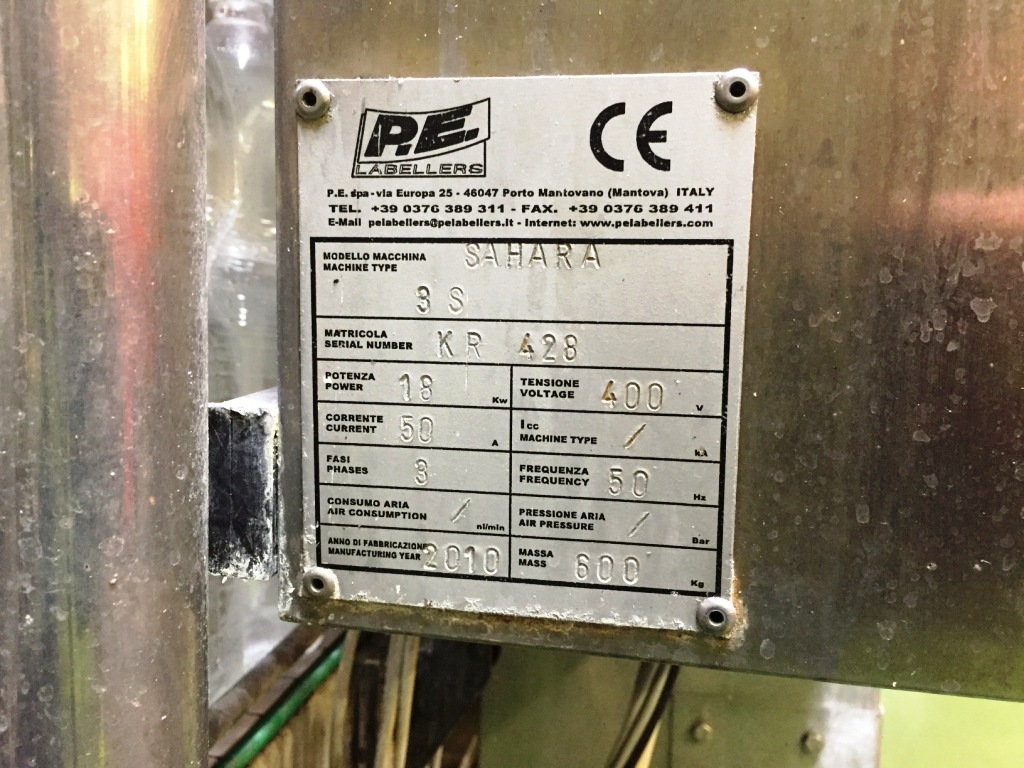 P.E.
LABELLERS
CE
P.E. spa - via Europa 25 - 46047 Porto Mantovano (Mantova) ITALY
TEL. +39 0376 389 311 - FAX. +39 0376 389 411
E-Mail pelabellers@pelabellers.it - Internet: www.pelabellers.com
MODELLO MACCHINA SAHARA
MACHINE TYPE
3 S
MATRICOLA
SERIAL NUMBER KR 428
POTENZA
POWER 18 Kw
TENSIONE
VOLTAGE 400 V
CORRENTE
CURRENT 50 A
Icc
MACHINE TYPE / kA
FASI
PHASES 3
FREQUENZA
FREQUENCY 50 Hz
CONSUMO ARIA
AIR CONSUMPTION / nl/min
PRESSIONE ARIA
AIR PRESSURE / Bar
ANNO DI FABBRICAZIONE
MANUFACTURING YEAR 2010
MASSA
MASS 600 Kg